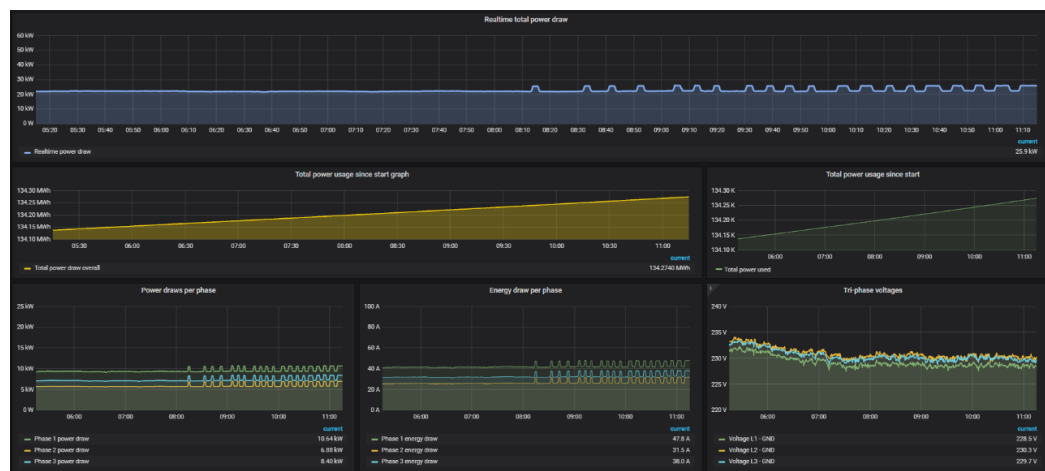 Realtime total power draw
60 kW
50 kW
40 kW
30 kW
20 kW
10 kW
0 W
05:20 05:30 05:40 05:50 06:00 06:10 06:20 06:30 06:40 06:50 07:00 07:10 07:20 07:30 07:40 07:50 08:00 08:10 08:20 08:30 08:40 08:50 09:00 09:10 09:20 09:30 09:40 09:50 10:00 10:10 10:20 10:30 10:40 10:50 11:00 11:10
current
Realtime power draw 25.9 kW
Total power usage since start graph
134.30 MWh
134.25 MWh
134.20 MWh
134.15 MWh
134.10 MWh
05:30 06:00 06:30 07:00 07:30 08:00 08:30 09:00 09:30 10:00 10:30 11:00
current
Total power draw overall 134.2740 MWh
Total power usage since start
134.30 K
134.25 K
134.20 K
134.15 K
134.10 K
06:00 07:00 08:00 09:00 10:00 11:00
Total power used
Power draws per phase
25 kW
20 kW
15 kW
10 kW
5 kW
0 W
06:00 07:00 08:00 09:00 10:00 11:00
current
Phase 1 power draw 10.64 kW
Phase 2 power draw 6.88 kW
Phase 3 power draw 8.40 kW
Energy draw per phase
100 A
80 A
60 A
40 A
20 A
0 A
06:00 07:00 08:00 09:00 10:00 11:00
current
Phase 1 energy draw 47.8 A
Phase 2 energy draw 31.5 A
Phase 3 energy draw 38.0 A
Tri-phase voltages
240 V
235 V
230 V
225 V
220 V
06:00 07:00 08:00 09:00 10:00 11:00
current
Voltage L1 - GND 228.5 V
Voltage L2 - GND 230.3 V
Voltage L3 - GND 229.7 V